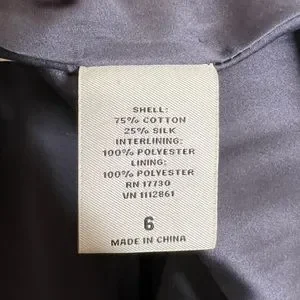 SHELL:
75% COTTON
25% SILK
INTERLINING:
100% POLYESTER
LINING:
100% POLYESTER
RN 17730
VN 1112861
6
MADE IN CHINA